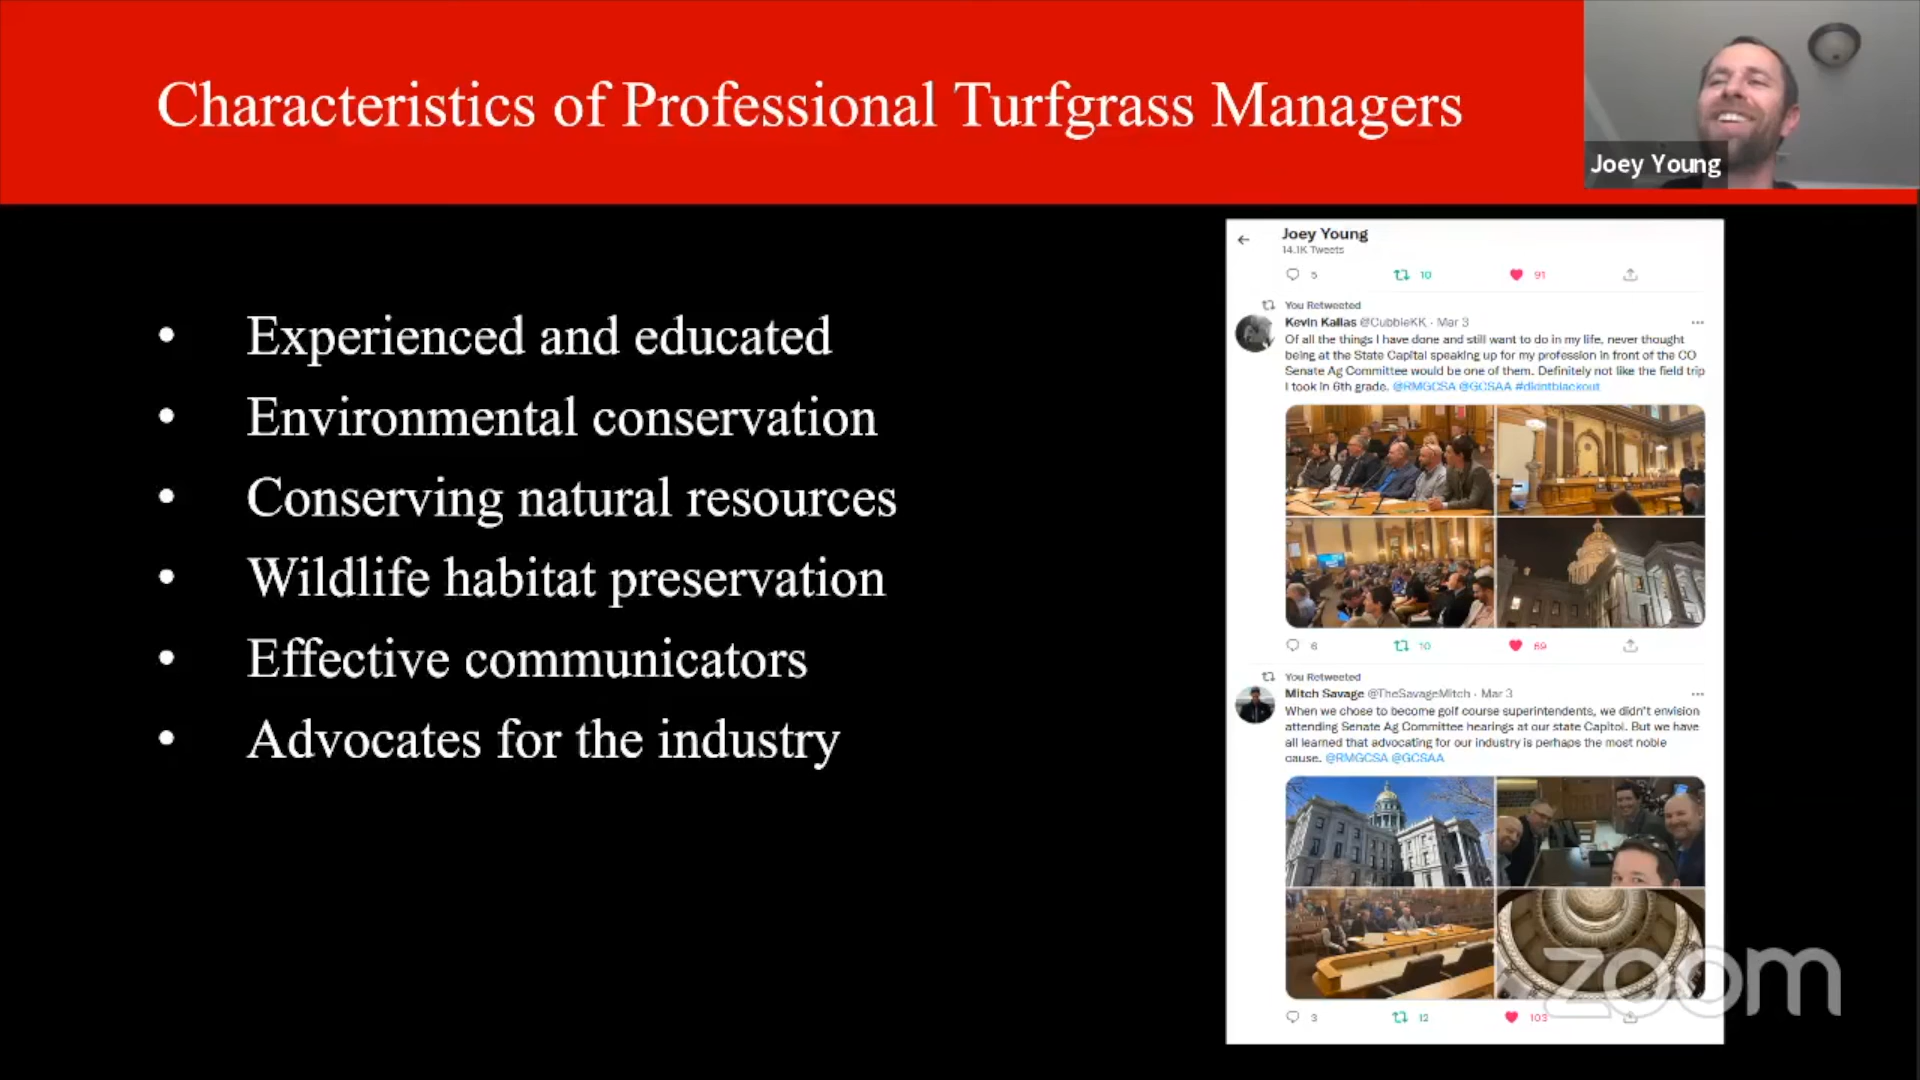 Characteristics of Professional Turfgrass Managers
Joey Young
• Experienced and educated
• Environmental conservation
• Conserving natural resources
• Wildlife habitat preservation
• Effective communicators
• Advocates for the industry
Joey Young
14.1K Tweets
5 10 91
You Retweeted
Kevin Kallas @CubbieKK · Mar 3
Of all the things I have done and still want to do in my life, never thought
being at the State Capital speaking up for my profession in front of the CO
Senate Ag Committee would be one of them. Definitely not like the field trip
I took in 6th grade. @RMGCSA @GCSAA #didntblackout
6 10 69
You Retweeted
Mitch Savage @TheSavageMitch · Mar 3
When we chose to become golf course superintendents, we didn't envision
attending Senate Ag Committee hearings at our state Capitol. But we have
all learned that advocating for our industry is perhaps the most noble
cause. @RMGCSA @GCSAA
3 12 103
zoom